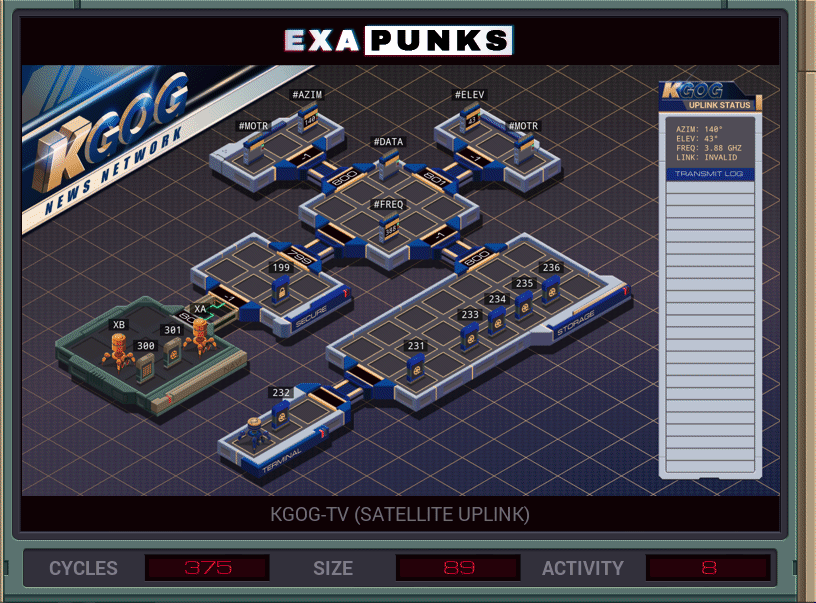 EXAPUNKS
KGOG
NEWS NETWORK
#AZIM
140
#MOTR
-1
800
#ELEV
43
#MOTR
-1
801
#DATA
#FREQ
388
799
-1
800
199
-1
SECURE
XA
XB
300
301
236
235
234
233
231
STORAGE
232
TERMINAL
KGOG
UPLINK STATUS
AZIM: 140°
ELEV: 43°
FREQ: 3.88 GHZ
LINK: INVALID
TRANSMIT LOG
KGOG-TV (SATELLITE UPLINK)
CYCLES 375 SIZE 89 ACTIVITY 8